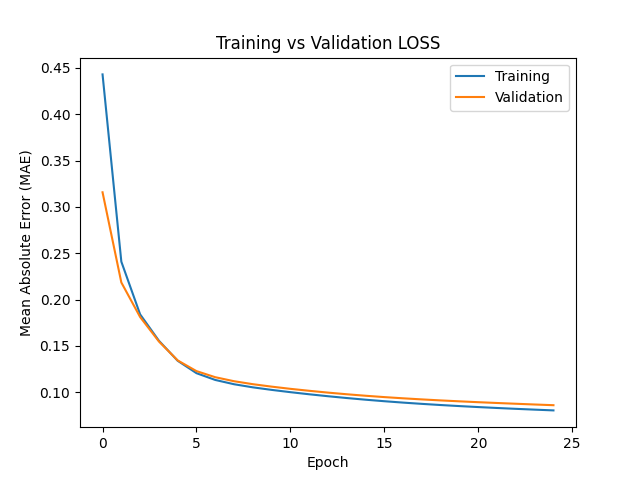 Training vs Validation LOSS
Training
Validation
Mean Absolute Error (MAE)
0.45
0.40
0.35
0.30
0.25
0.20
0.15
0.10
0 5 10 15 20 25
Epoch